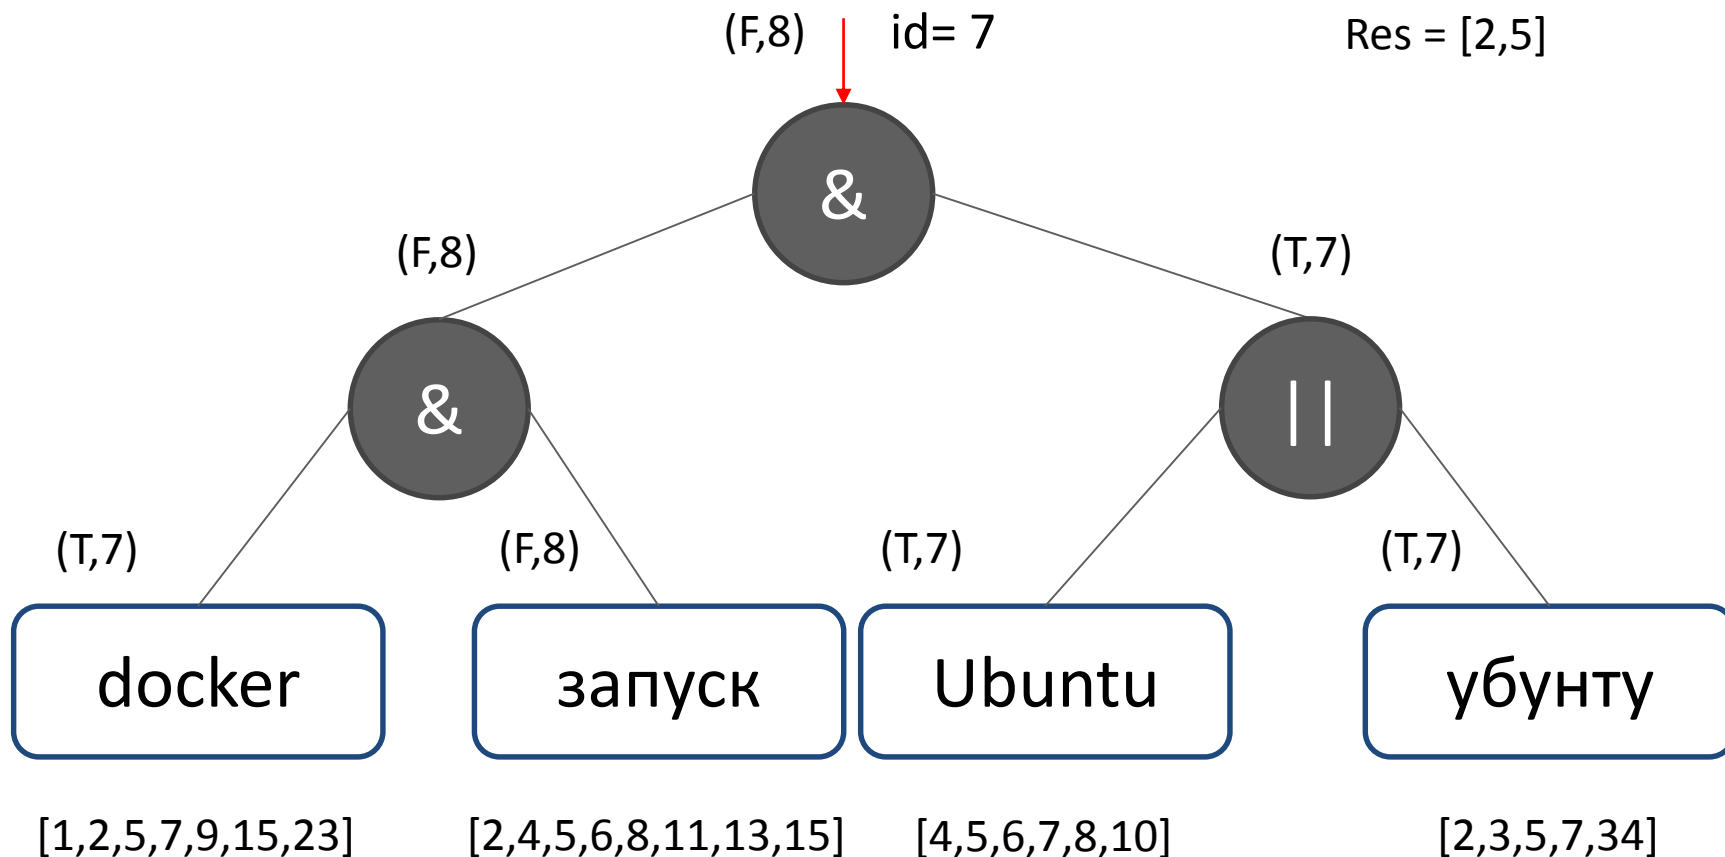 (F,8) id= 7 Res = [2,5]
&
(F,8) (T,7)
& ||
(T,7) (F,8) (T,7) (T,7)
docker запуск Ubuntu убунту
[1,2,5,7,9,15,23] [2,4,5,6,8,11,13,15] [4,5,6,7,8,10] [2,3,5,7,34]